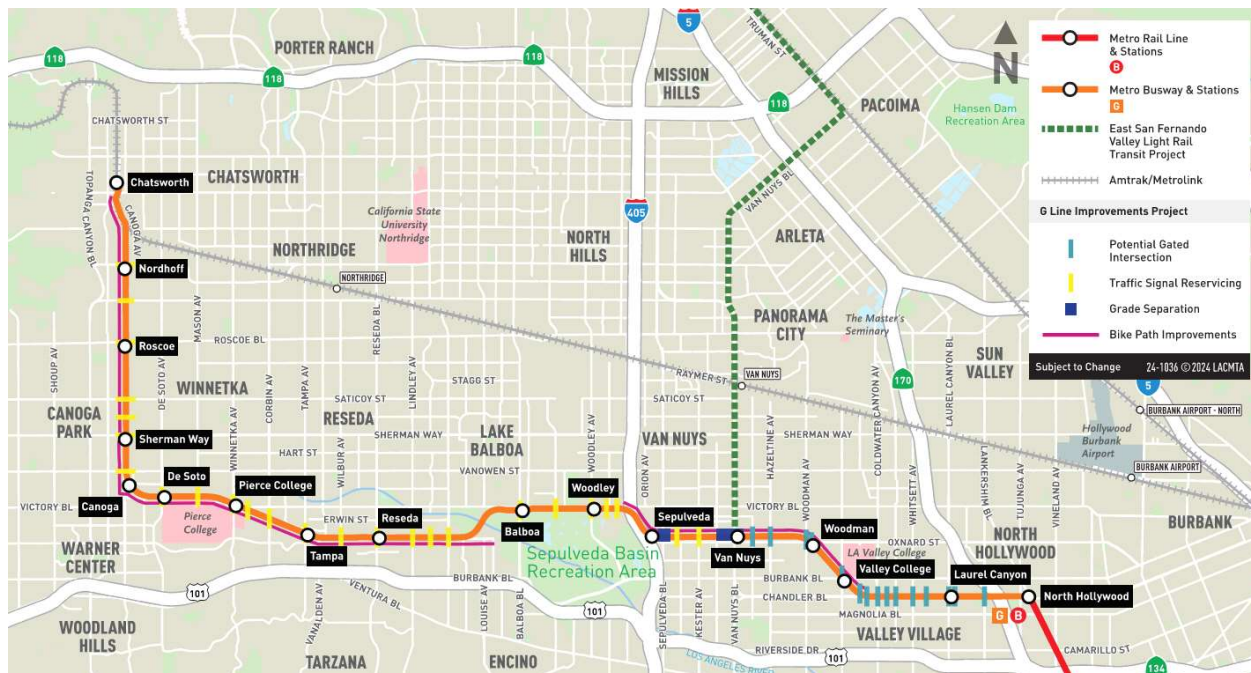 5
118
PORTER RANCH
118
118
118
TRUMAN ST
MISSION
HILLS
118
PACOIMA
Hansen Dam
Recreation Area
N
Metro Rail Line
& Stations
B
Metro Busway & Stations
G
East San Fernando
Valley Light Rail
Transit Project
Amtrak/Metrolink
G Line Improvements Project
Potential Gated
Intersection
Traffic Signal Reservicing
Grade Separation
Bike Path Improvements
Subject to Change
24-1036 © 2024 LACMTA
CHATSWORTH ST
Chatsworth
CHATSWORTH
TOPANGA CANYON BL
CANOGA AV
California State
University
Northridge
405
VAN NUYS BL
NORTHRIDGE
NORTH
HILLS
ARLETA
Nordhoff
NORTHRIDGE
MASON AV
RESEDA BL
ROSCOE BL
Roscoe
PANORAMA
CITY
The Master's
Seminary
SUN
VALLEY
SHOUP AV
DE SOTO AV
WINNETKA
CORBIN AV
TAMPA AV
LINDLEY AV
STAGG ST
RAYMER ST
VAN NUYS
170
LAUREL CANYON BL
5
BURBANK AIRPORT - NORTH
SATICOY ST
SATICOY ST
CANOGA
PARK
WINNETKA AV
RESEDA
Sherman Way
HART ST
WILBUR AV
SHERMAN WAY
LAKE
BALBOA
WOODLEY AV
VAN NUYS
ORION AV
HAZELTINE AV
SHERMAN WAY
WOODMAN AV
COLDWATER CANYON AV
WHITSETT AV
LANKERSHIM BL
TUJUNGA AV
VINELAND AV
Hollywood
Burbank
Airport
BURBANK AIRPORT
VANOWEN ST
De Soto
Pierce College
Canoga
VICTORY BL
Pierce
College
ERWIN ST
Reseda
Tampa
Woodley
Balboa
Sepulveda
VICTORY BL
Van Nuys
Woodman
OXNARD ST
NORTH
HOLLYWOOD
BURBANK
WARNER
CENTER
Sepulveda Basin
Recreation Area
LA Valley College
Valley College
Laurel Canyon
North Hollywood
BURBANK BL
BURBANK BL
CHANDLER BL
MAGNOLIA BL
G
B
101
VENTURA BL
LOUISE AV
BALBOA BL
101
SEPULVEDA BL
KESTER AV
VAN NUYS BL
VANALDEN AV
WOODLAND
HILLS
TARZANA
ENCINO
LOS ANGELES RIVER
VALLEY VILLAGE
RIVERSIDE DR
101
CAMARILLO ST
134